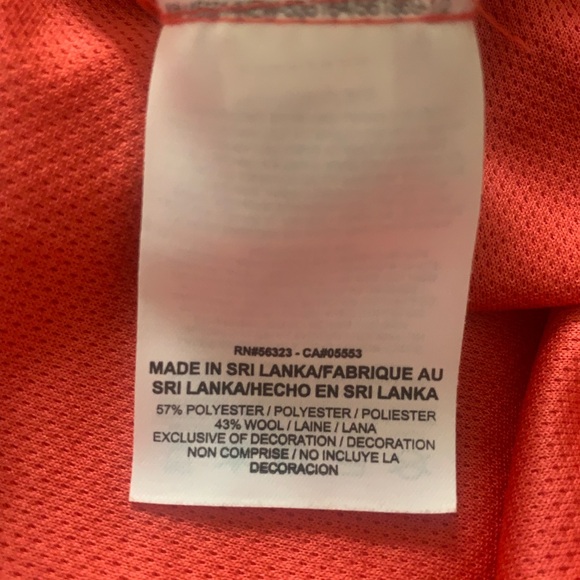 RN#56323 - CA#05553
MADE IN SRI LANKA/FABRIQUE AU
SRI LANKA/HECHO EN SRI LANKA
57% POLYESTER / POLYESTER / POLIESTER
43% WOOL / LAINE / LANA
EXCLUSIVE OF DECORATION / DECORATION
NON COMPRISE / NO INCLUYE LA
DECORACION